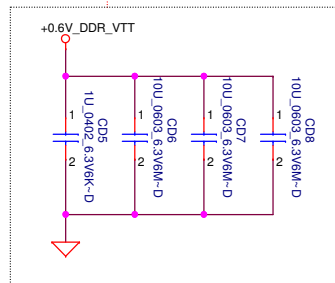 +0.6V_DDR_VTT
1
2
CD5
1U_0402_6.3V6K~D
1
2
CD6
10U_0603_6.3V6M~D
1
2
CD7
10U_0603_6.3V6M~D
1
2
CD8
10U_0603_6.3V6M~D